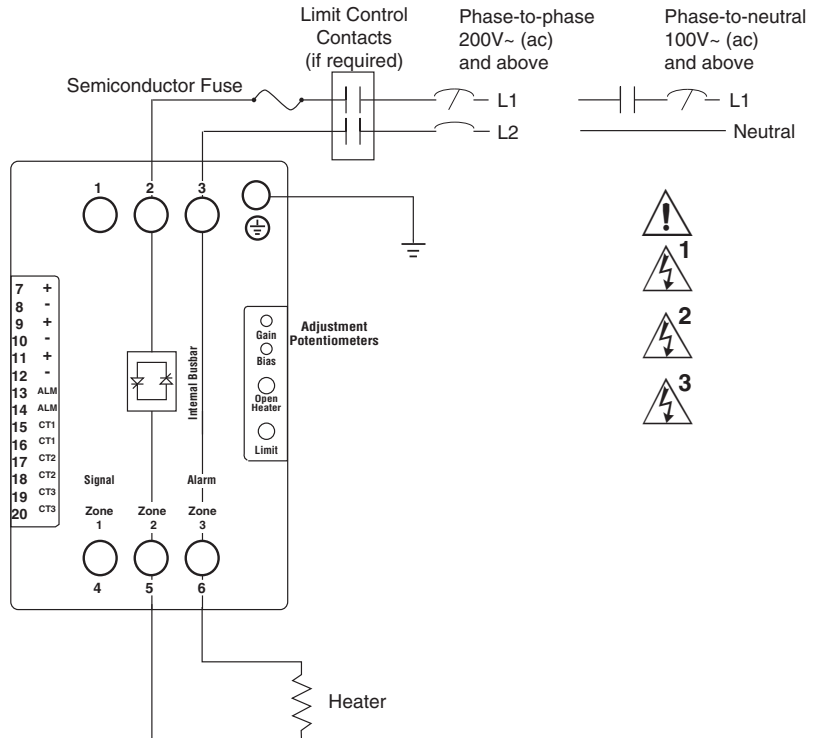 Limit Control
Contacts
(if required)
Phase-to-phase
200V~ (ac)
and above
Phase-to-neutral
100V~ (ac)
and above
Semiconductor Fuse
L1
L2
L1
Neutral
1
2
3
7 +
8 -
9 +
10 -
11 +
12 -
13 ALM
14 ALM
15 CT1
16 CT1
17 CT2
18 CT2
19 CT3
20 CT3
Internal Busbar
Gain
Bias
Open
Heater
Limit
Adjustment
Potentiometers
Signal
Alarm
Zone
1
Zone
2
Zone
3
4
5
6
Heater
!
1
2
3